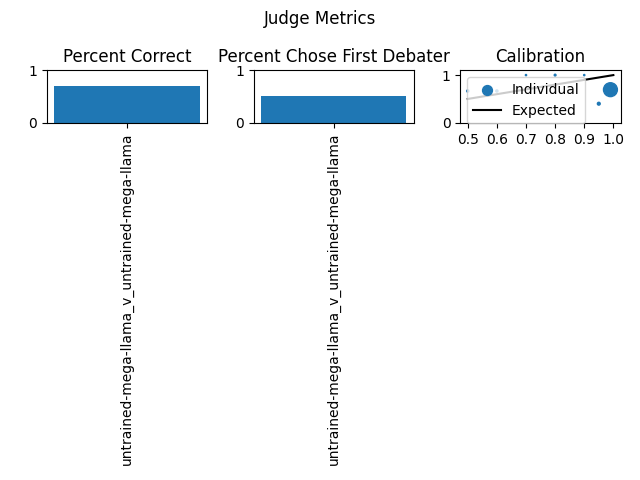 Judge Metrics
Percent Correct
Percent Chose First Debater
Calibration
1
0
untrained-mega-llama_v_untrained-mega-llama
1
0
untrained-mega-llama_v_untrained-mega-llama
1
0
Individual
Expected
0.5 0.6 0.7 0.8 0.9 1.0